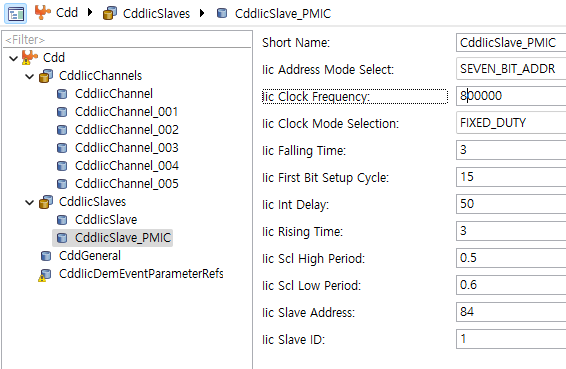 Cdd CddIicSlaves CddIicSlave_PMIC
<Filter>
Cdd
CddIicChannels
CddIicChannel
CddIicChannel_001
CddIicChannel_002
CddIicChannel_003
CddIicChannel_004
CddIicChannel_005
CddIicSlaves
CddIicSlave
CddIicSlave_PMIC
CddGeneral
CddIicDemEventParameterRefs
Short Name: CddIicSlave_PMIC
Iic Address Mode Select: SEVEN_BIT_ADDR
Iic Clock Frequency: 800000
Iic Clock Mode Selection: FIXED_DUTY
Iic Falling Time: 3
Iic First Bit Setup Cycle: 15
Iic Int Delay: 50
Iic Rising Time: 3
Iic Scl High Period: 0.5
Iic Scl Low Period: 0.6
Iic Slave Address: 84
Iic Slave ID: 1